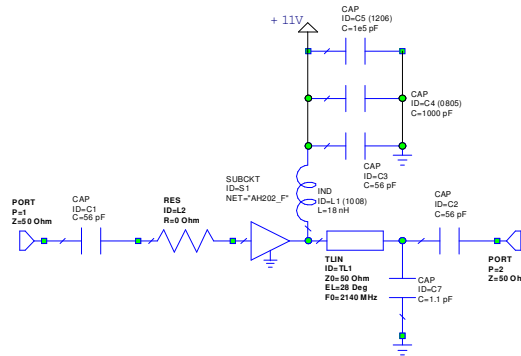 CAP
ID=C5 (1206)
C=1e5 pF
+ 11V
CAP
ID=C4 (0805)
C=1000 pF
CAP
ID=C3
C=56 pF
SUBCKT
ID=S1
NET="AH202_F"
IND
ID=L1 (1008)
L=18 nH
PORT
P=1
Z=50 Ohm
CAP
ID=C1
C=56 pF
RES
ID=L2
R=0 Ohm
CAP
ID=C2
C=56 pF
TLIN
ID=TL1
Z0=50 Ohm
EL=28 Deg
F0=2140 MHz
CAP
ID=C7
C=1.1 pF
PORT
P=2
Z=50 Ohm